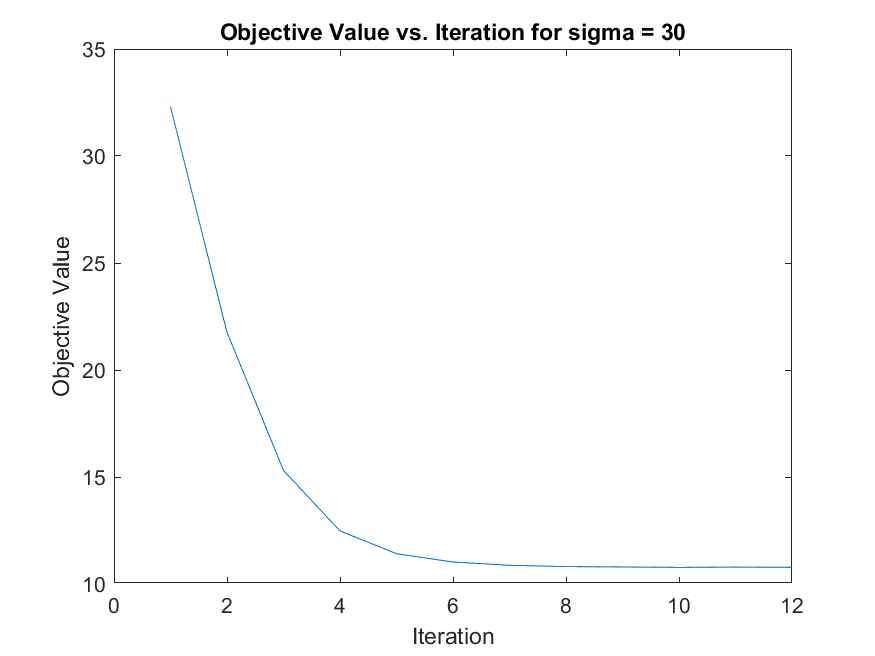 Objective Value vs. Iteration for sigma = 30
35
30
25
20
15
10
Objective Value
0 2 4 6 8 10 12
Iteration